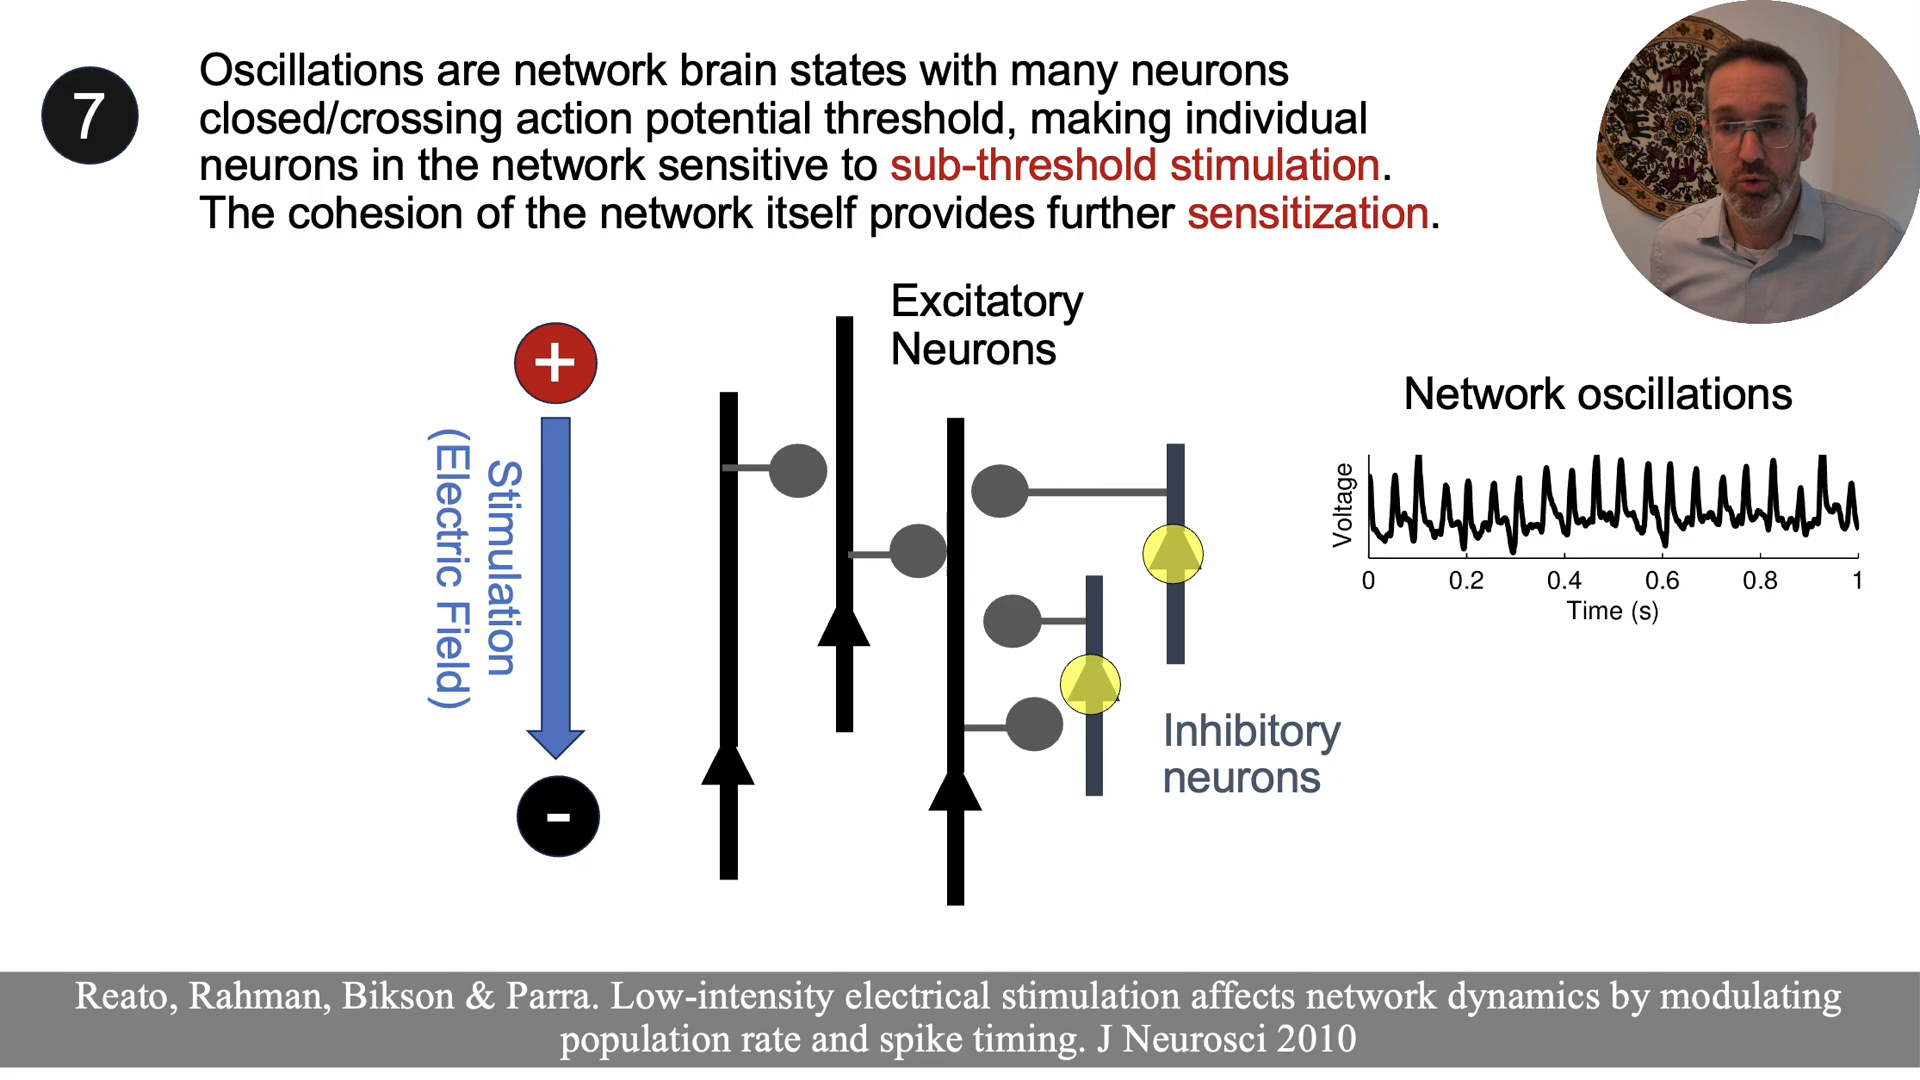 7
Oscillations are network brain states with many neurons
closed/crossing action potential threshold, making individual
neurons in the network sensitive to sub-threshold stimulation.
The cohesion of the network itself provides further sensitization.
Excitatory
Neurons
+
Stimulation
(Electric Field)
-
Inhibitory
neurons
Network oscillations
Voltage
0 0.2 0.4 0.6 0.8 1
Time (s)
Reato, Rahman, Bikson & Parra. Low-intensity electrical stimulation affects network dynamics by modulating
population rate and spike timing. J Neurosci 2010